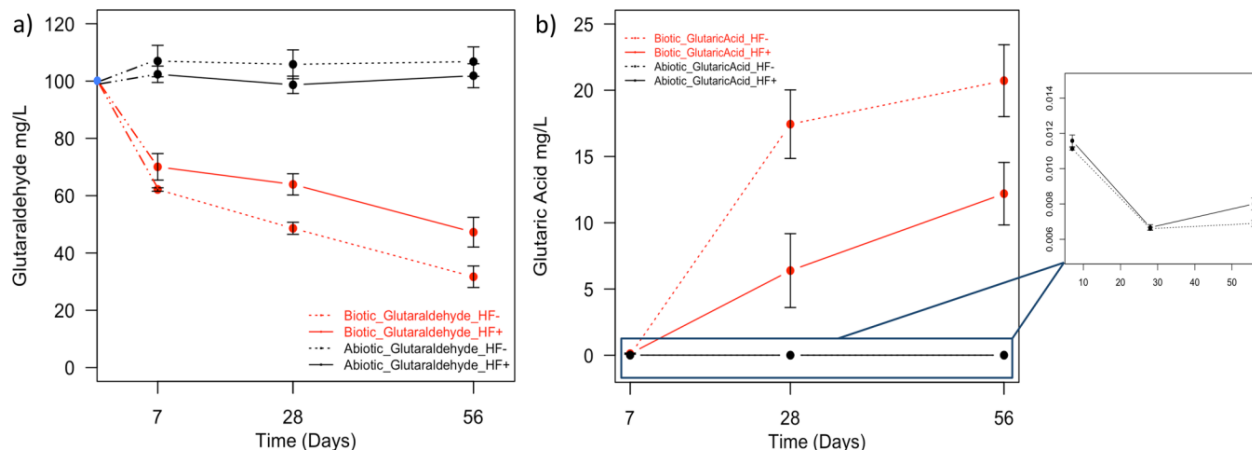 a)
120
100
80
60
40
20
0
Glutaraldehyde mg/L
Biotic_Glutaraldehyde_HF-
Biotic_Glutaraldehyde_HF+
Abiotic_Glutaraldehyde_HF-
Abiotic_Glutaraldehyde_HF+
7
28
56
Time (Days)
b)
25
20
15
10
5
0
Glutaric Acid mg/L
Biotic_GlutaricAcid_HF-
Biotic_GlutaricAcid_HF+
Abiotic_GlutaricAcid_HF-
Abiotic_GlutaricAcid_HF+
7
28
56
Time (Days)
0.014
0.012
0.010
0.008
0.006
10
20
30
40
50